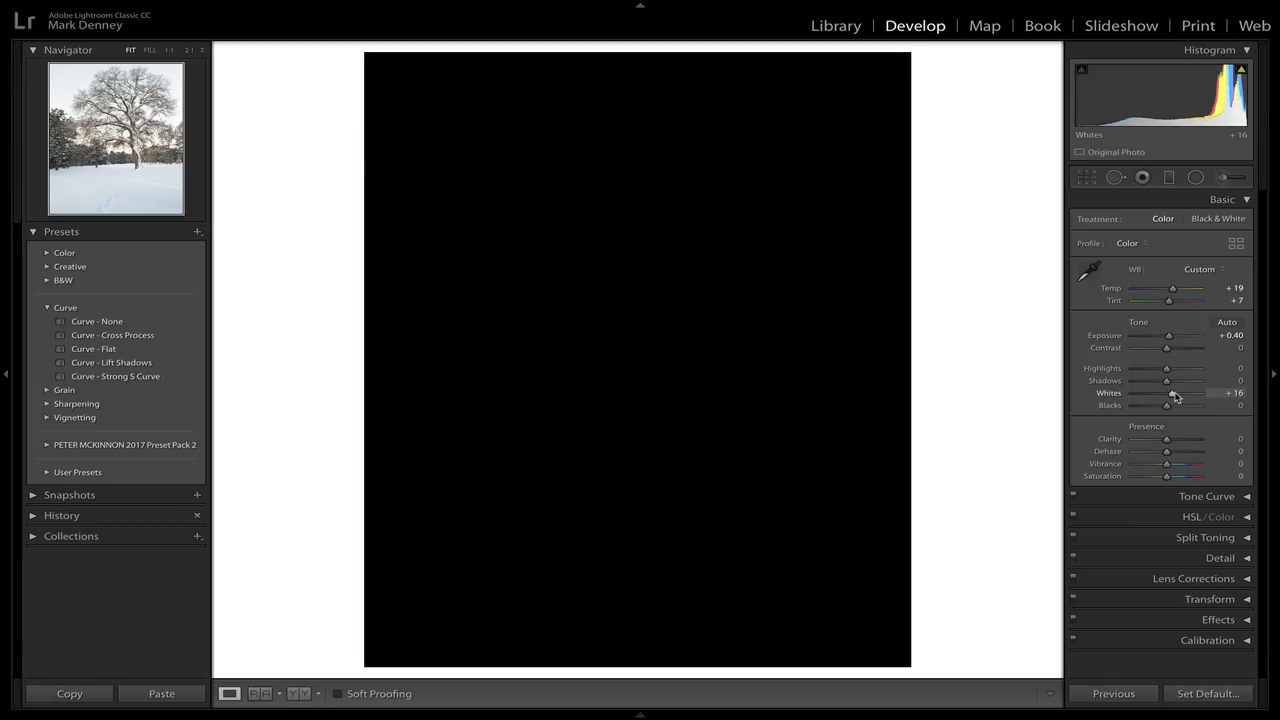 Lr
Adobe Lightroom Classic CC
Mark Denney
Library | Develop | Map | Book | Slideshow | Print | Web
Navigator FIT FILL 1:1 2:1
Presets
Color
Creative
B&W
Curve
Curve - None
Curve - Cross Process
Curve - Flat
Curve - Lift Shadows
Curve - Strong S Curve
Grain
Sharpening
Vignetting
PETER MCKINNON 2017 Preset Pack 2
User Presets
Snapshots
History
Collections
Copy Paste
RA YY Soft Proofing
Histogram
Whites + 16
Original Photo
Basic
Treatment : Color Black & White
Profile : Color
WB : Custom
Temp + 19
Tint + 7
Tone Auto
Exposure + 0.40
Contrast 0
Highlights 0
Shadows 0
Whites + 16
Blacks 0
Presence
Clarity 0
Dehaze 0
Vibrance 0
Saturation 0
Tone Curve
HSL / Color
Split Toning
Detail
Lens Corrections
Transform
Effects
Calibration
Previous Set Default...